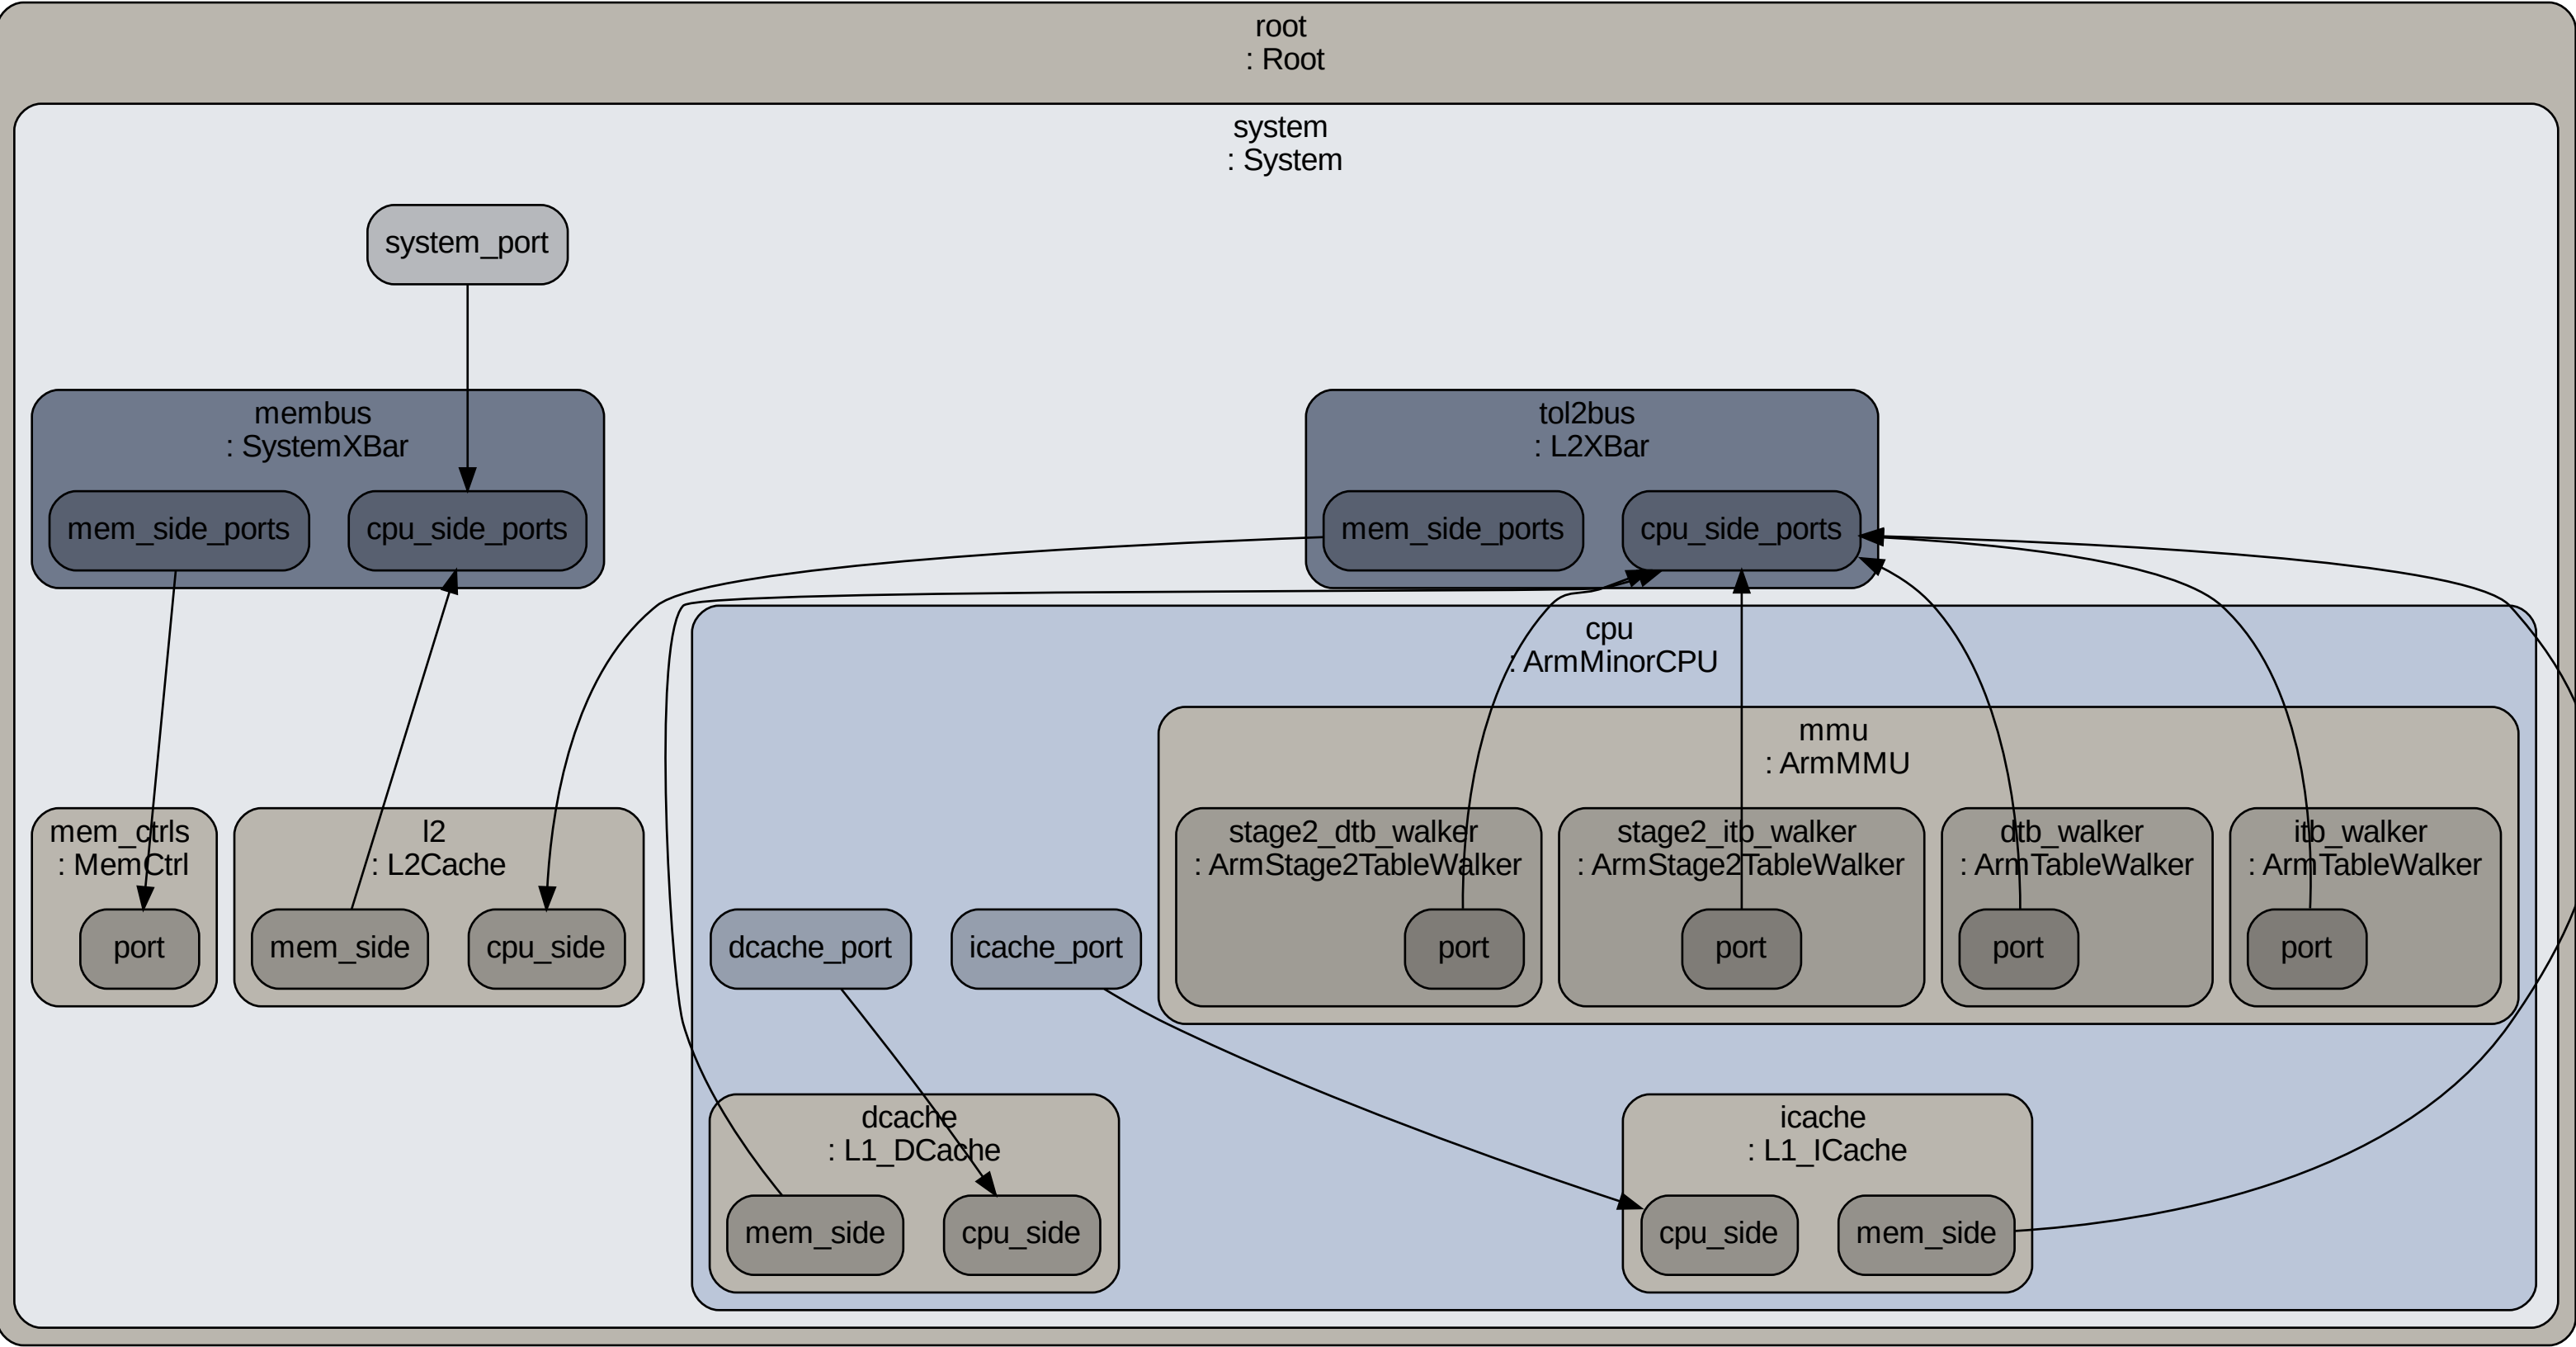 root
: Root
system
: System
system_port
membus
: SystemXBar
mem_side_ports
cpu_side_ports
tol2bus
: L2XBar
mem_side_ports
cpu_side_ports
cpu
: ArmMinorCPU
mmu
: ArmMMU
mem_ctrls
: MemCtrl
port
l2
: L2Cache
mem_side
cpu_side
dcache_port
icache_port
stage2_dtb_walker
: ArmStage2TableWalker
port
stage2_itb_walker
: ArmStage2TableWalker
port
dtb_walker
: ArmTableWalker
port
itb_walker
: ArmTableWalker
port
dcache
: L1_DCache
mem_side
cpu_side
icache
: L1_ICache
cpu_side
mem_side